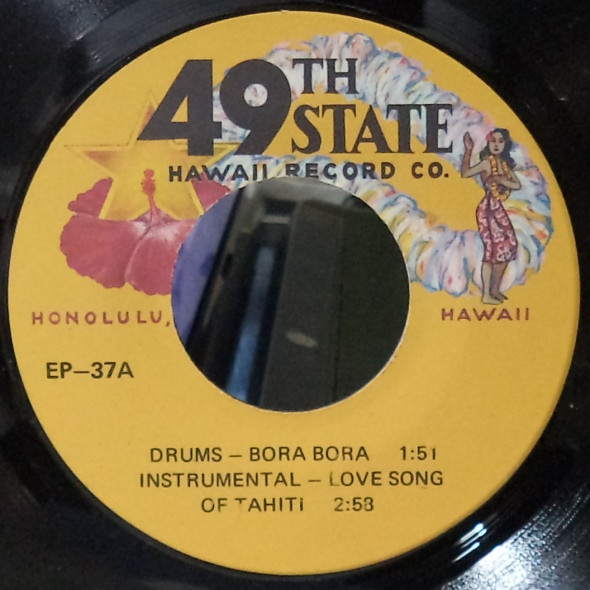 49TH STATE
HAWAII RECORD CO.
HONOLULU, HAWAII
EP–37A
DRUMS – BORA BORA 1:51
INSTRUMENTAL – LOVE SONG
OF TAHITI 2:58